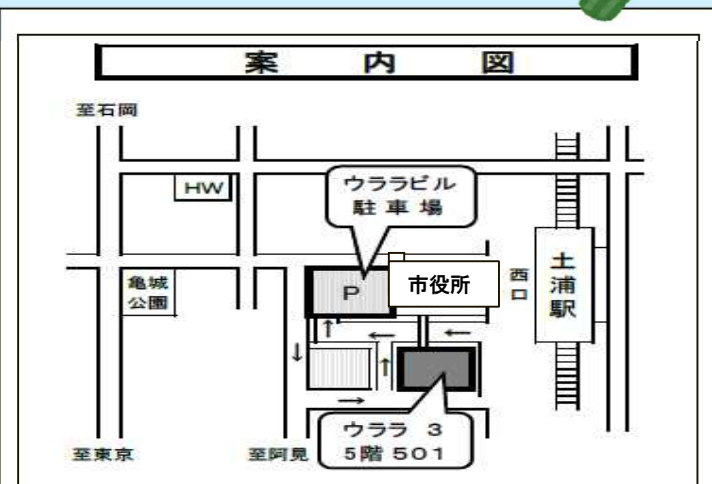 案内図
至石岡
HW
ウララビル
駐車場
亀城
公園
P
市役所
西口
土浦駅
ウララ 3
5階 501
至東京
至阿見